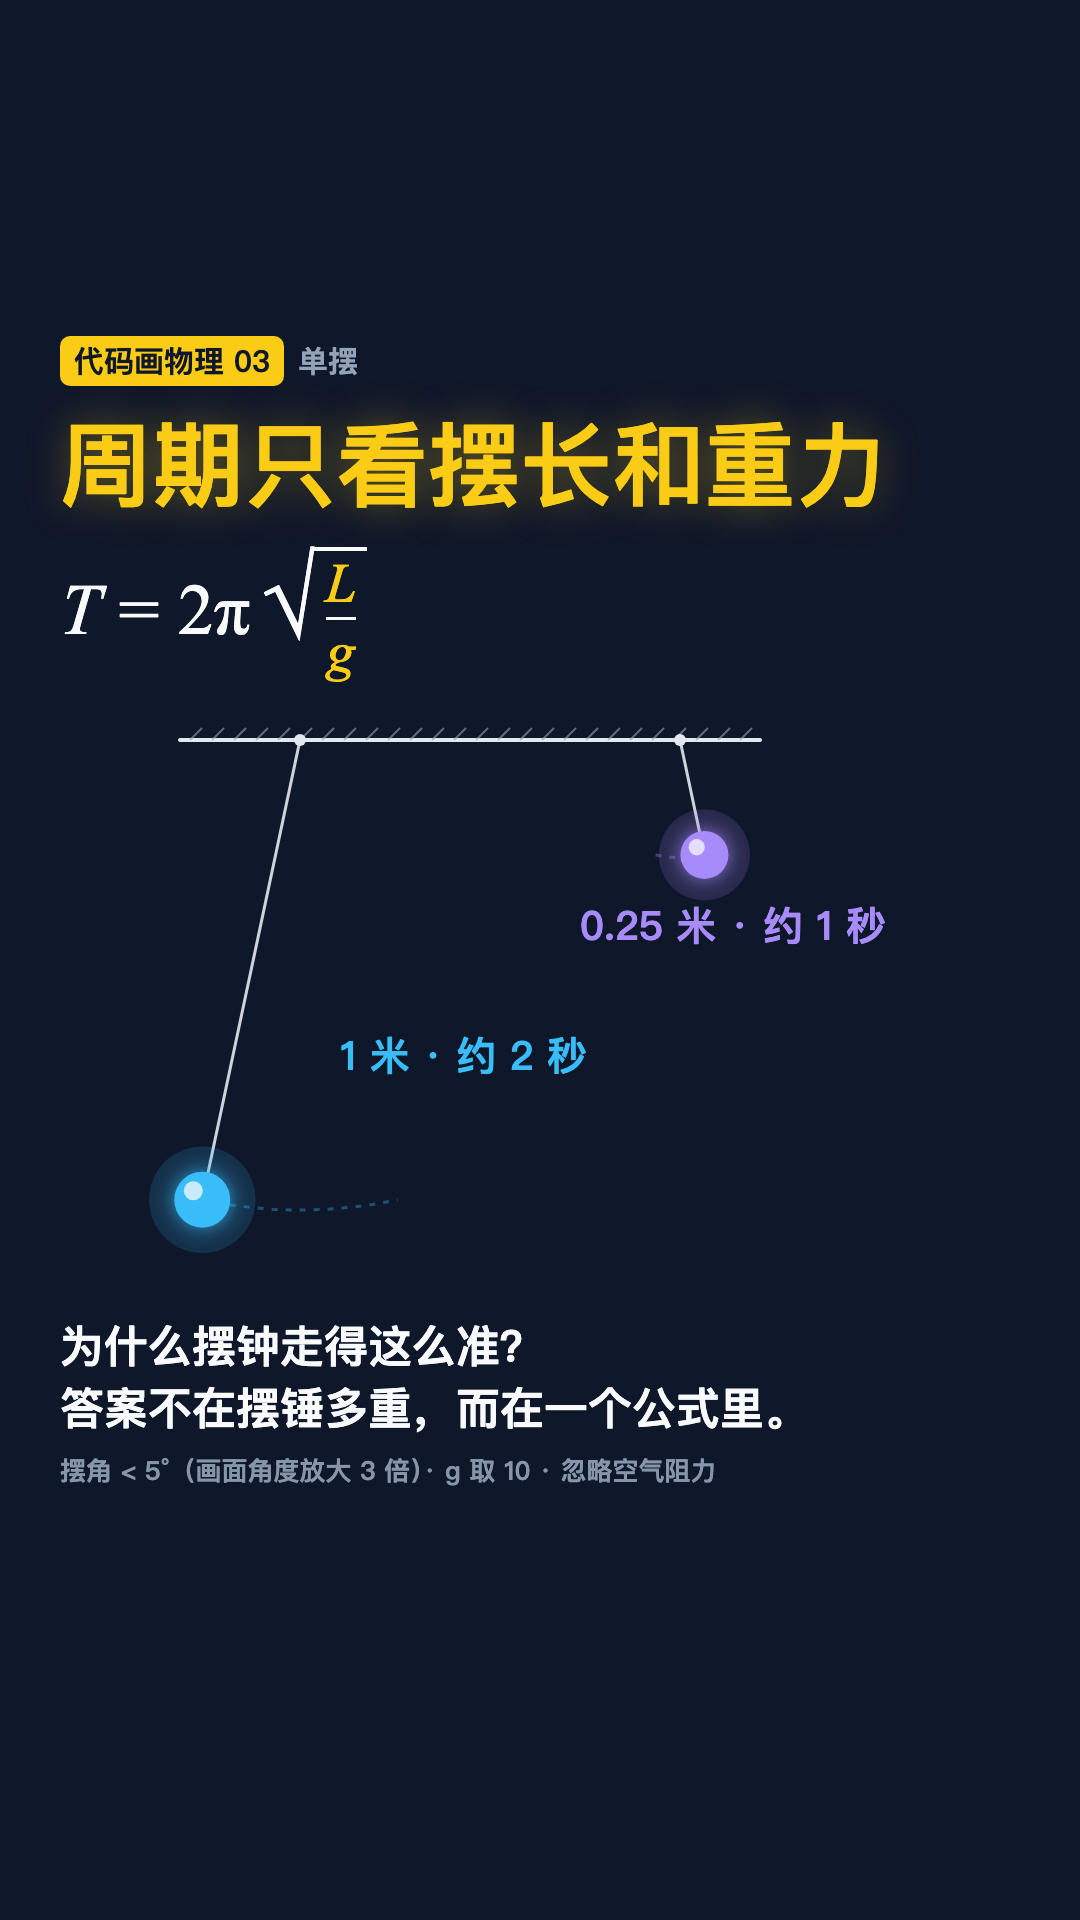 代码画物理 03 单摆
周期只看摆长和重力
T = 2π√(L/g)
0.25 米 · 约 1 秒
1 米 · 约 2 秒
为什么摆钟走得这么准?
答案不在摆锤多重，而在一个公式里。
摆角 < 5°（画面角度放大 3 倍）· g 取 10 · 忽略空气阻力